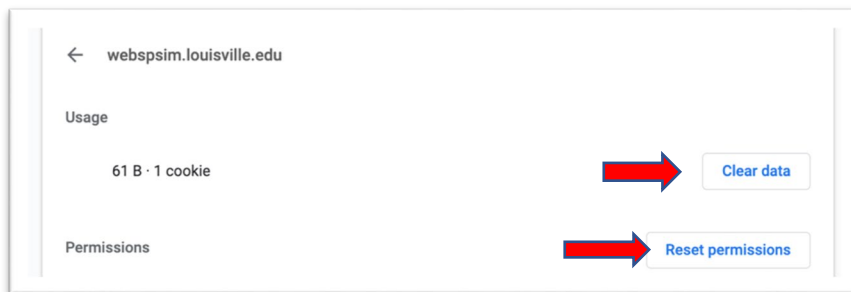 webspsim.louisville.edu
Usage
61 B · 1 cookie
Clear data
Permissions
Reset permissions